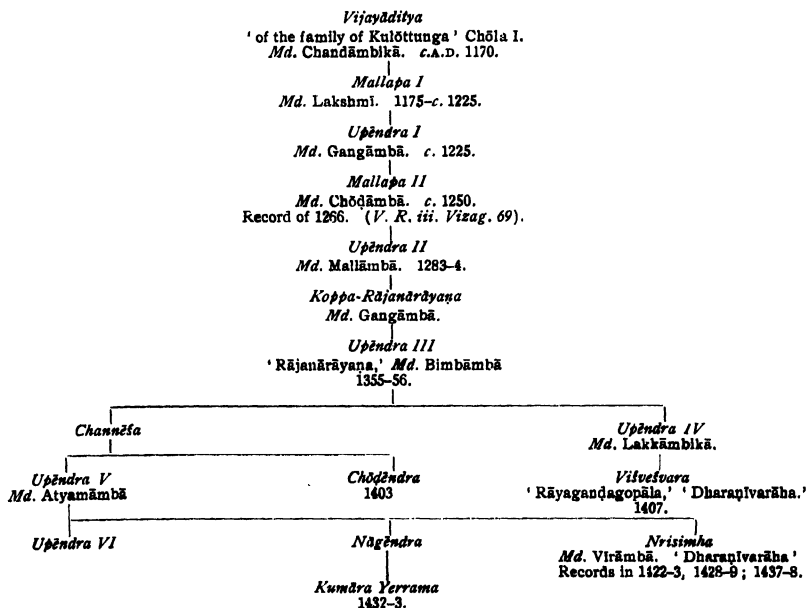 Vijayāditya
‘ of the family of Kulōttunga ’ Chōla I.
Md. Chandāmbikā. c.A.D. 1170.
Mallapa I
Md. Lakshmī. 1175–c. 1225.
Upēndra I
Md. Gangāmbā. c. 1225.
Mallapa II
Md. Chōḍāmbā. c. 1250.
Record of 1266. (V. R. iii. Vizag. 69).
Upēndra II
Md. Mallāmbā. 1283–4.
Koppa-Rājanārāyaṇa
Md. Gangāmbā.
Upēndra III
‘ Rājanārāyaṇa,’ Md. Bimbāmbā
1355–56.
Channēśa
Upēndra IV
Md. Lakkāmbikā.
Upēndra V
Md. Atyamāmbā
Chōḍēndra
1403
Viśveśvara
‘ Rāyagaṇḍagopāla,’ ‘ Dharaṇīvarāha.’
1407.
Upēndra VI
Nāgēndra
Nrisimha
Md. Vīrāmbā. ‘ Dharaṇīvarāha ’
Records in 1422–3, 1428–9 ; 1437–8.
Kumāra Yerrama
1432–3.